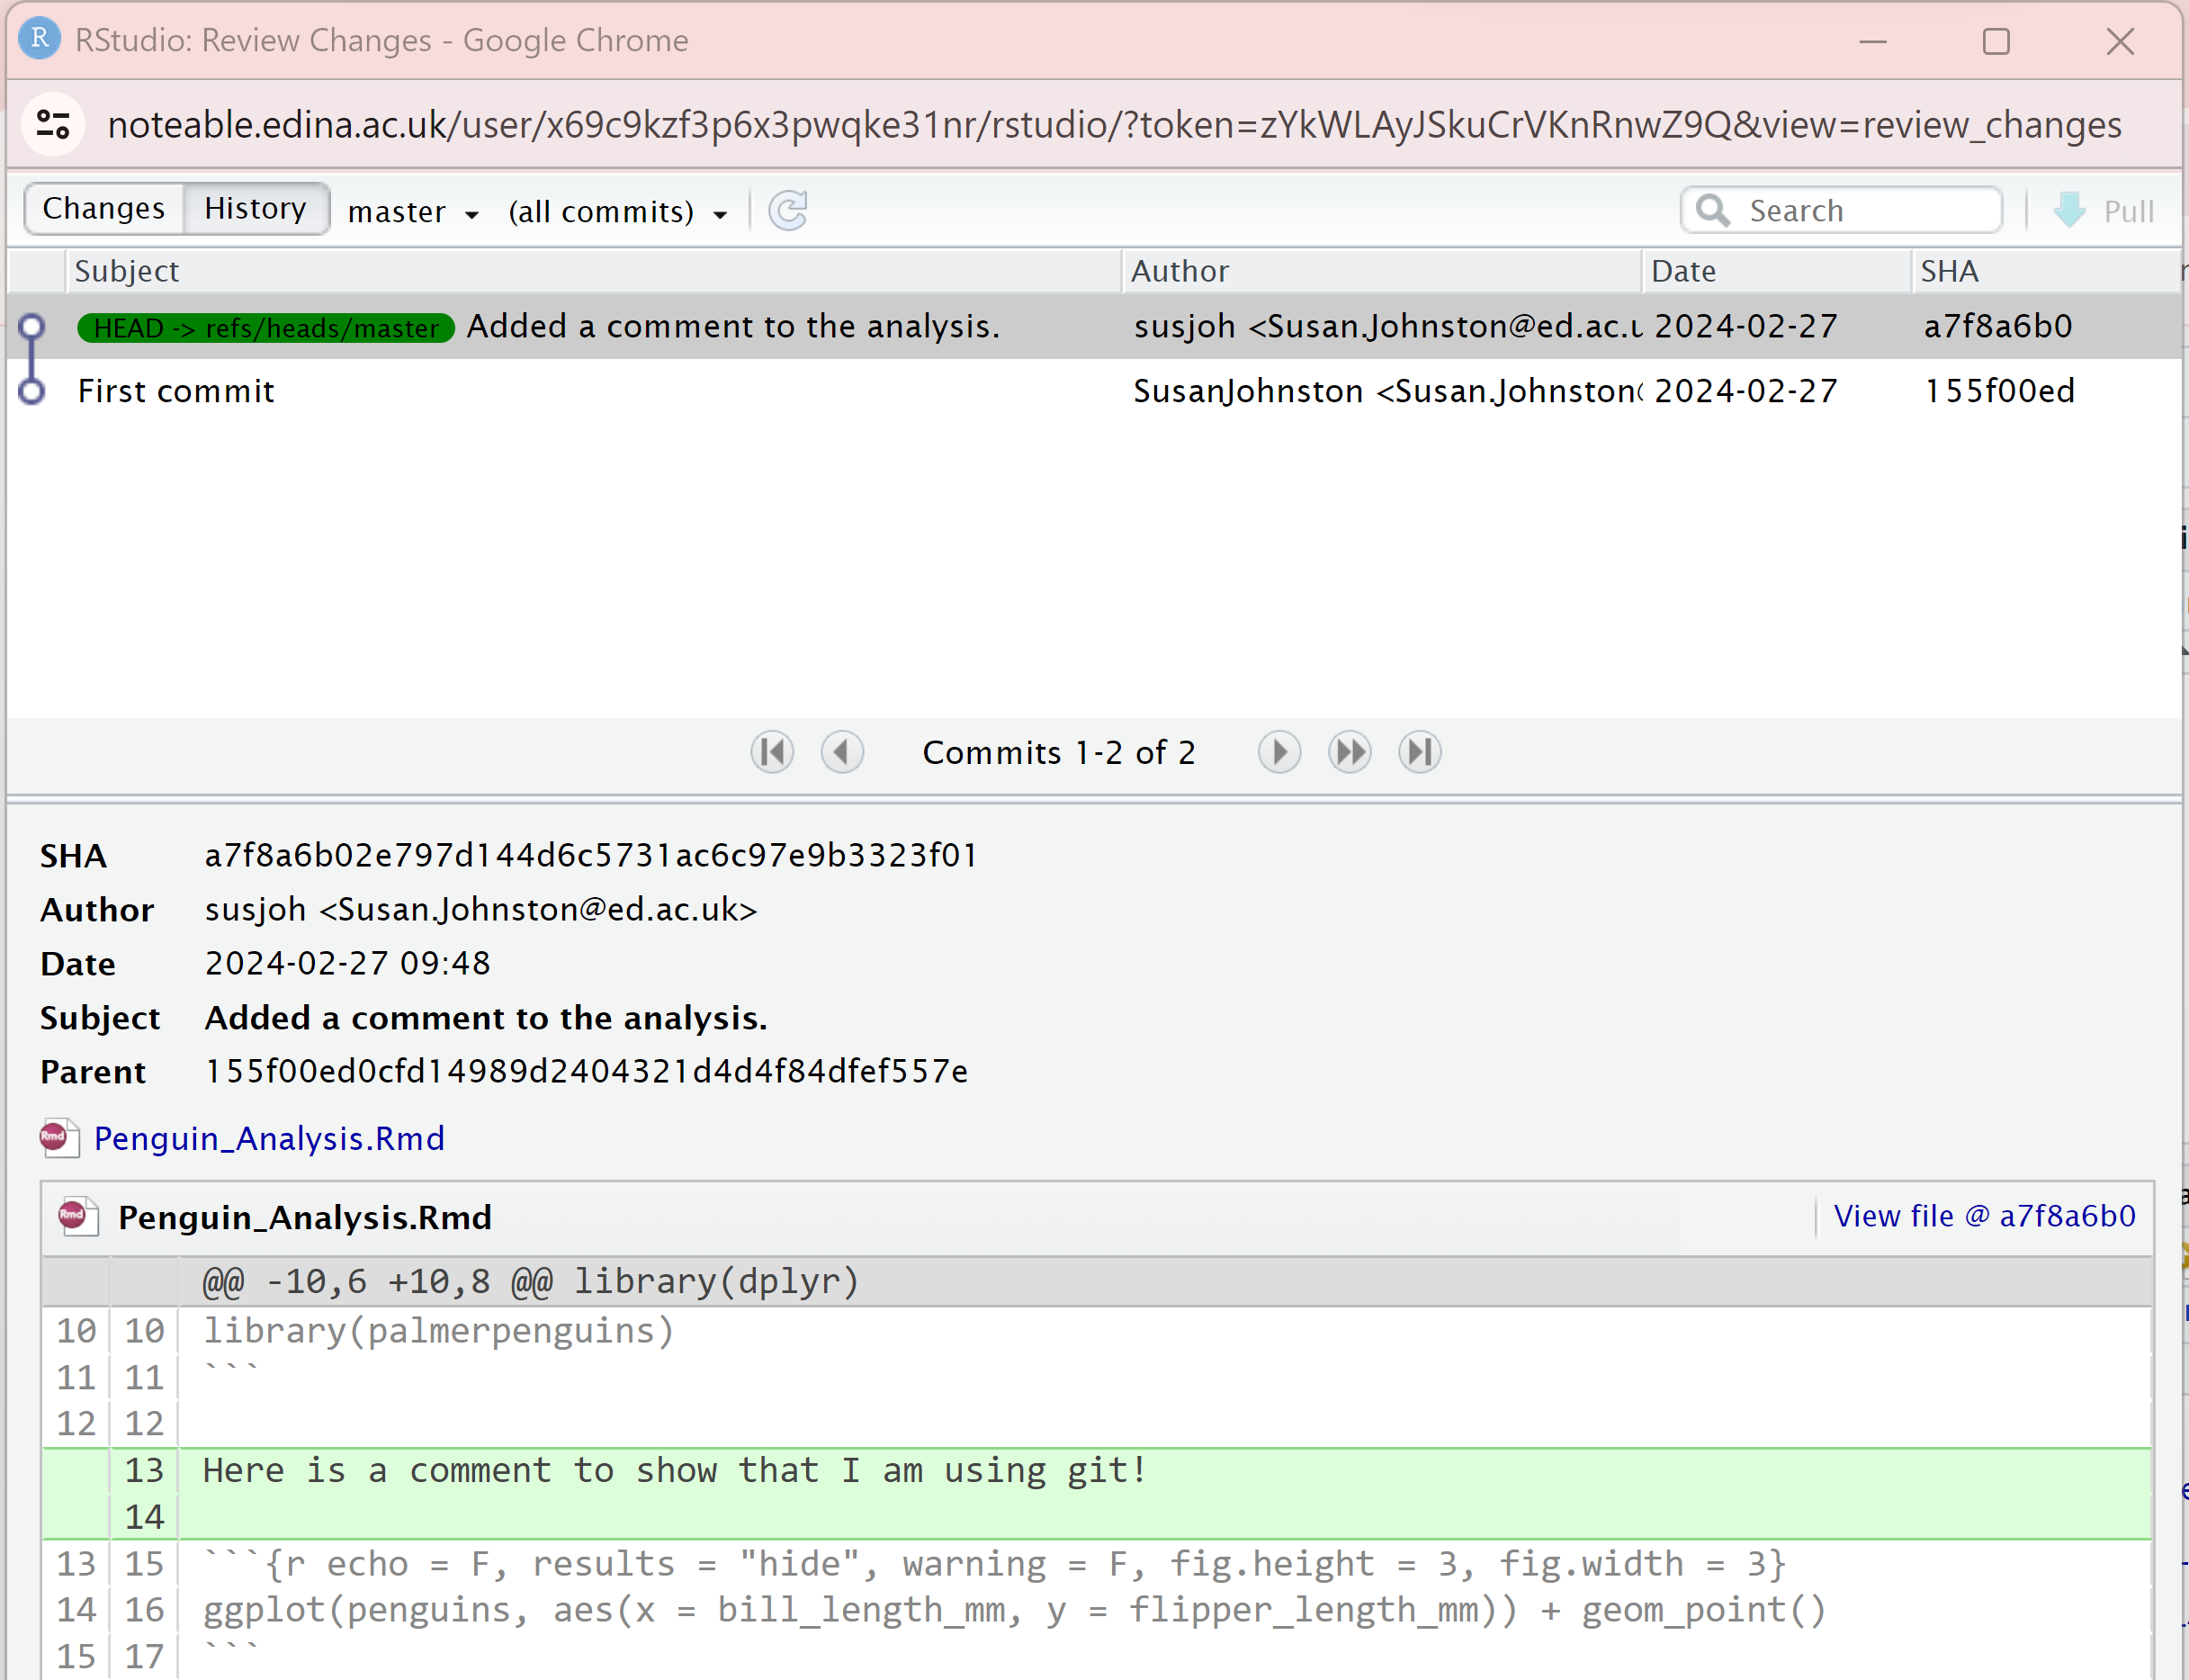 R RStudio: Review Changes - Google Chrome
noteable.edina.ac.uk/user/x69c9kzf3p6x3pwqke31nr/rstudio/?token=zYkWLAyJSkuCrVKnRnwZ9Q&view=review_changes
Changes History master (all commits) Search Pull
Subject Author Date SHA
HEAD -> refs/heads/master Added a comment to the analysis. susjoh <Susan.Johnston@ed.ac.u 2024-02-27 a7f8a6b0
First commit SusanJohnston <Susan.Johnston@ 2024-02-27 155f00ed
Commits 1-2 of 2
SHA a7f8a6b02e797d144d6c5731ac6c97e9b3323f01
Author susjoh <Susan.Johnston@ed.ac.uk>
Date 2024-02-27 09:48
Subject Added a comment to the analysis.
Parent 155f00ed0cfd14989d2404321d4d4f84dfef557e
Rmd Penguin_Analysis.Rmd
Rmd Penguin_Analysis.Rmd View file @ a7f8a6b0
@@ -10,6 +10,8 @@ library(dplyr)
10 10 library(palmerpenguins)
11 11 ```
12 12
13 Here is a comment to show that I am using git!
14
13 15 ```{r echo = F, results = "hide", warning = F, fig.height = 3, fig.width = 3}
14 16 ggplot(penguins, aes(x = bill_length_mm, y = flipper_length_mm)) + geom_point()
15 17 ```